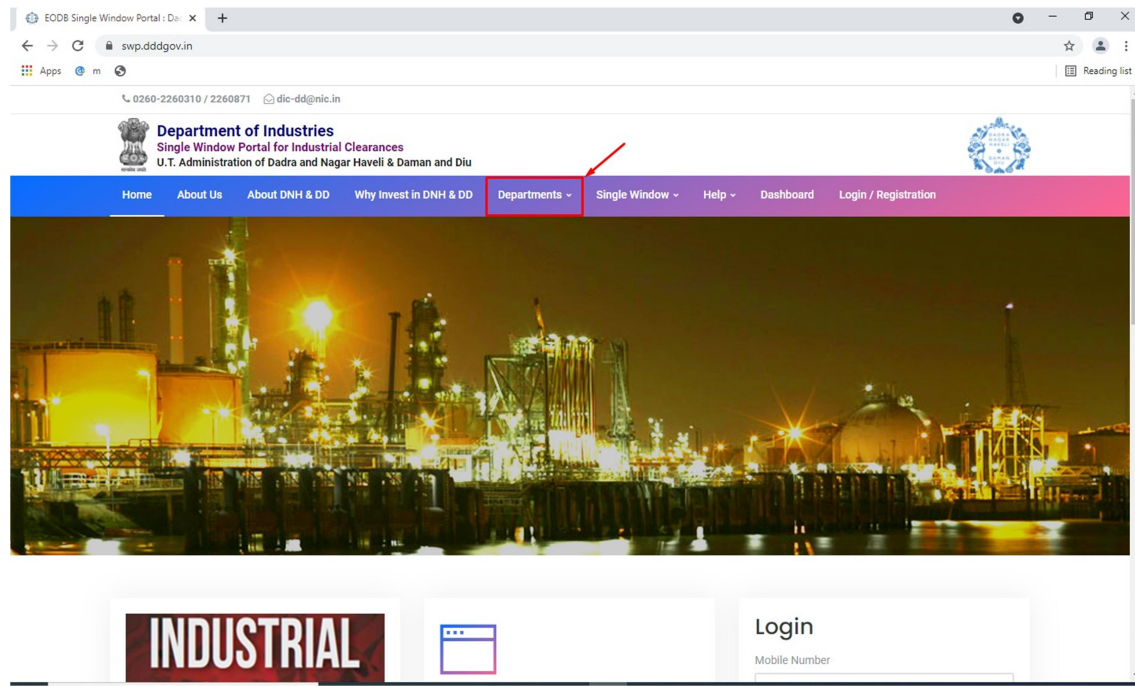 EODB Single Window Portal : Da
swp.dddgov.in
Apps m Reading list
0260-2260310 / 2260871 dic-dd@nic.in
Department of Industries
Single Window Portal for Industrial Clearances
U.T. Administration of Dadra and Nagar Haveli & Daman and Diu
Home About Us About DNH & DD Why Invest in DNH & DD Departments Single Window Help Dashboard Login / Registration
INDUSTRIAL
Login
Mobile Number